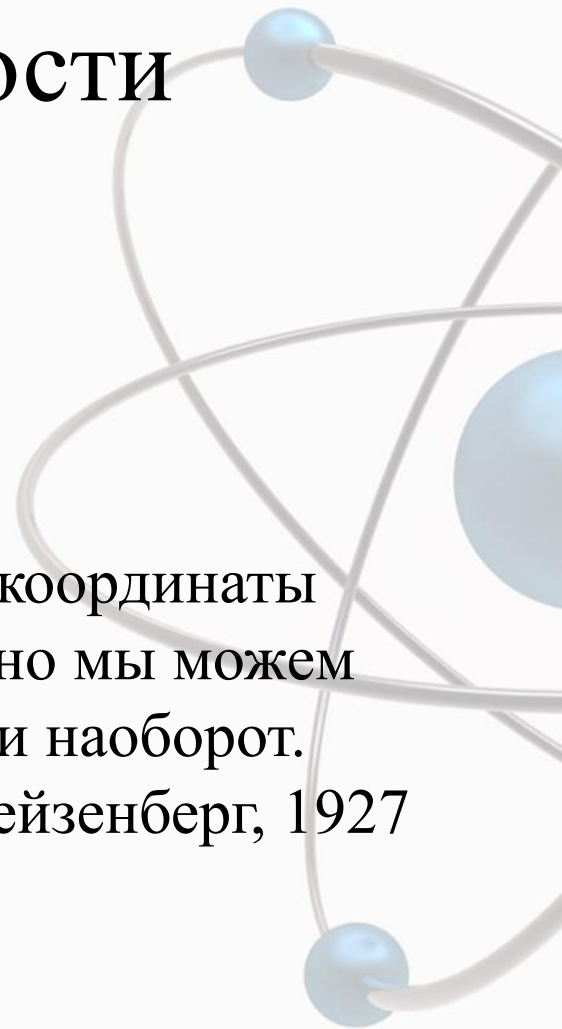 ости
координаты
но мы можем
и наоборот.
ейзенберг, 1927